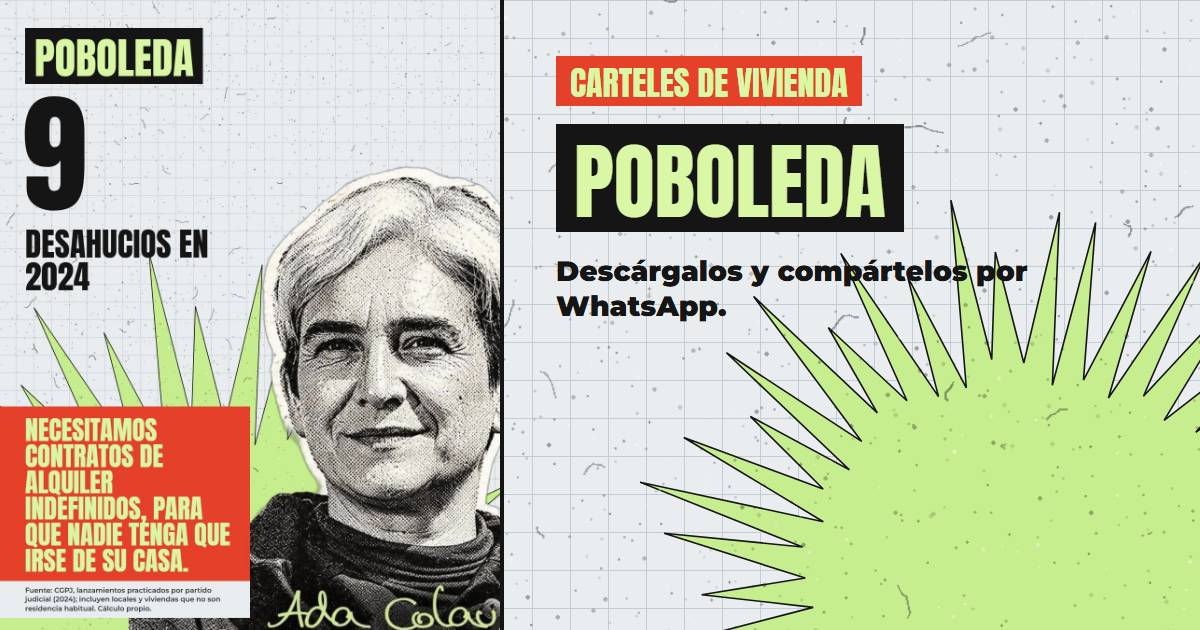 POBOLEDA
9
DESAHUCIOS EN
2024
NECESITAMOS
CONTRATOS DE
ALQUILER
INDEFINIDOS, PARA
QUE NADIE TENGA QUE
IRSE DE SU CASA.
Fuente: CGPJ, lanzamientos practicados por partido
judicial (2024); incluyen locales y viviendas que no son
residencia habitual. Cálculo propio.
Ada Colau
CARTELES DE VIVIENDA
POBOLEDA
Descárgalos y compártelos por
WhatsApp.